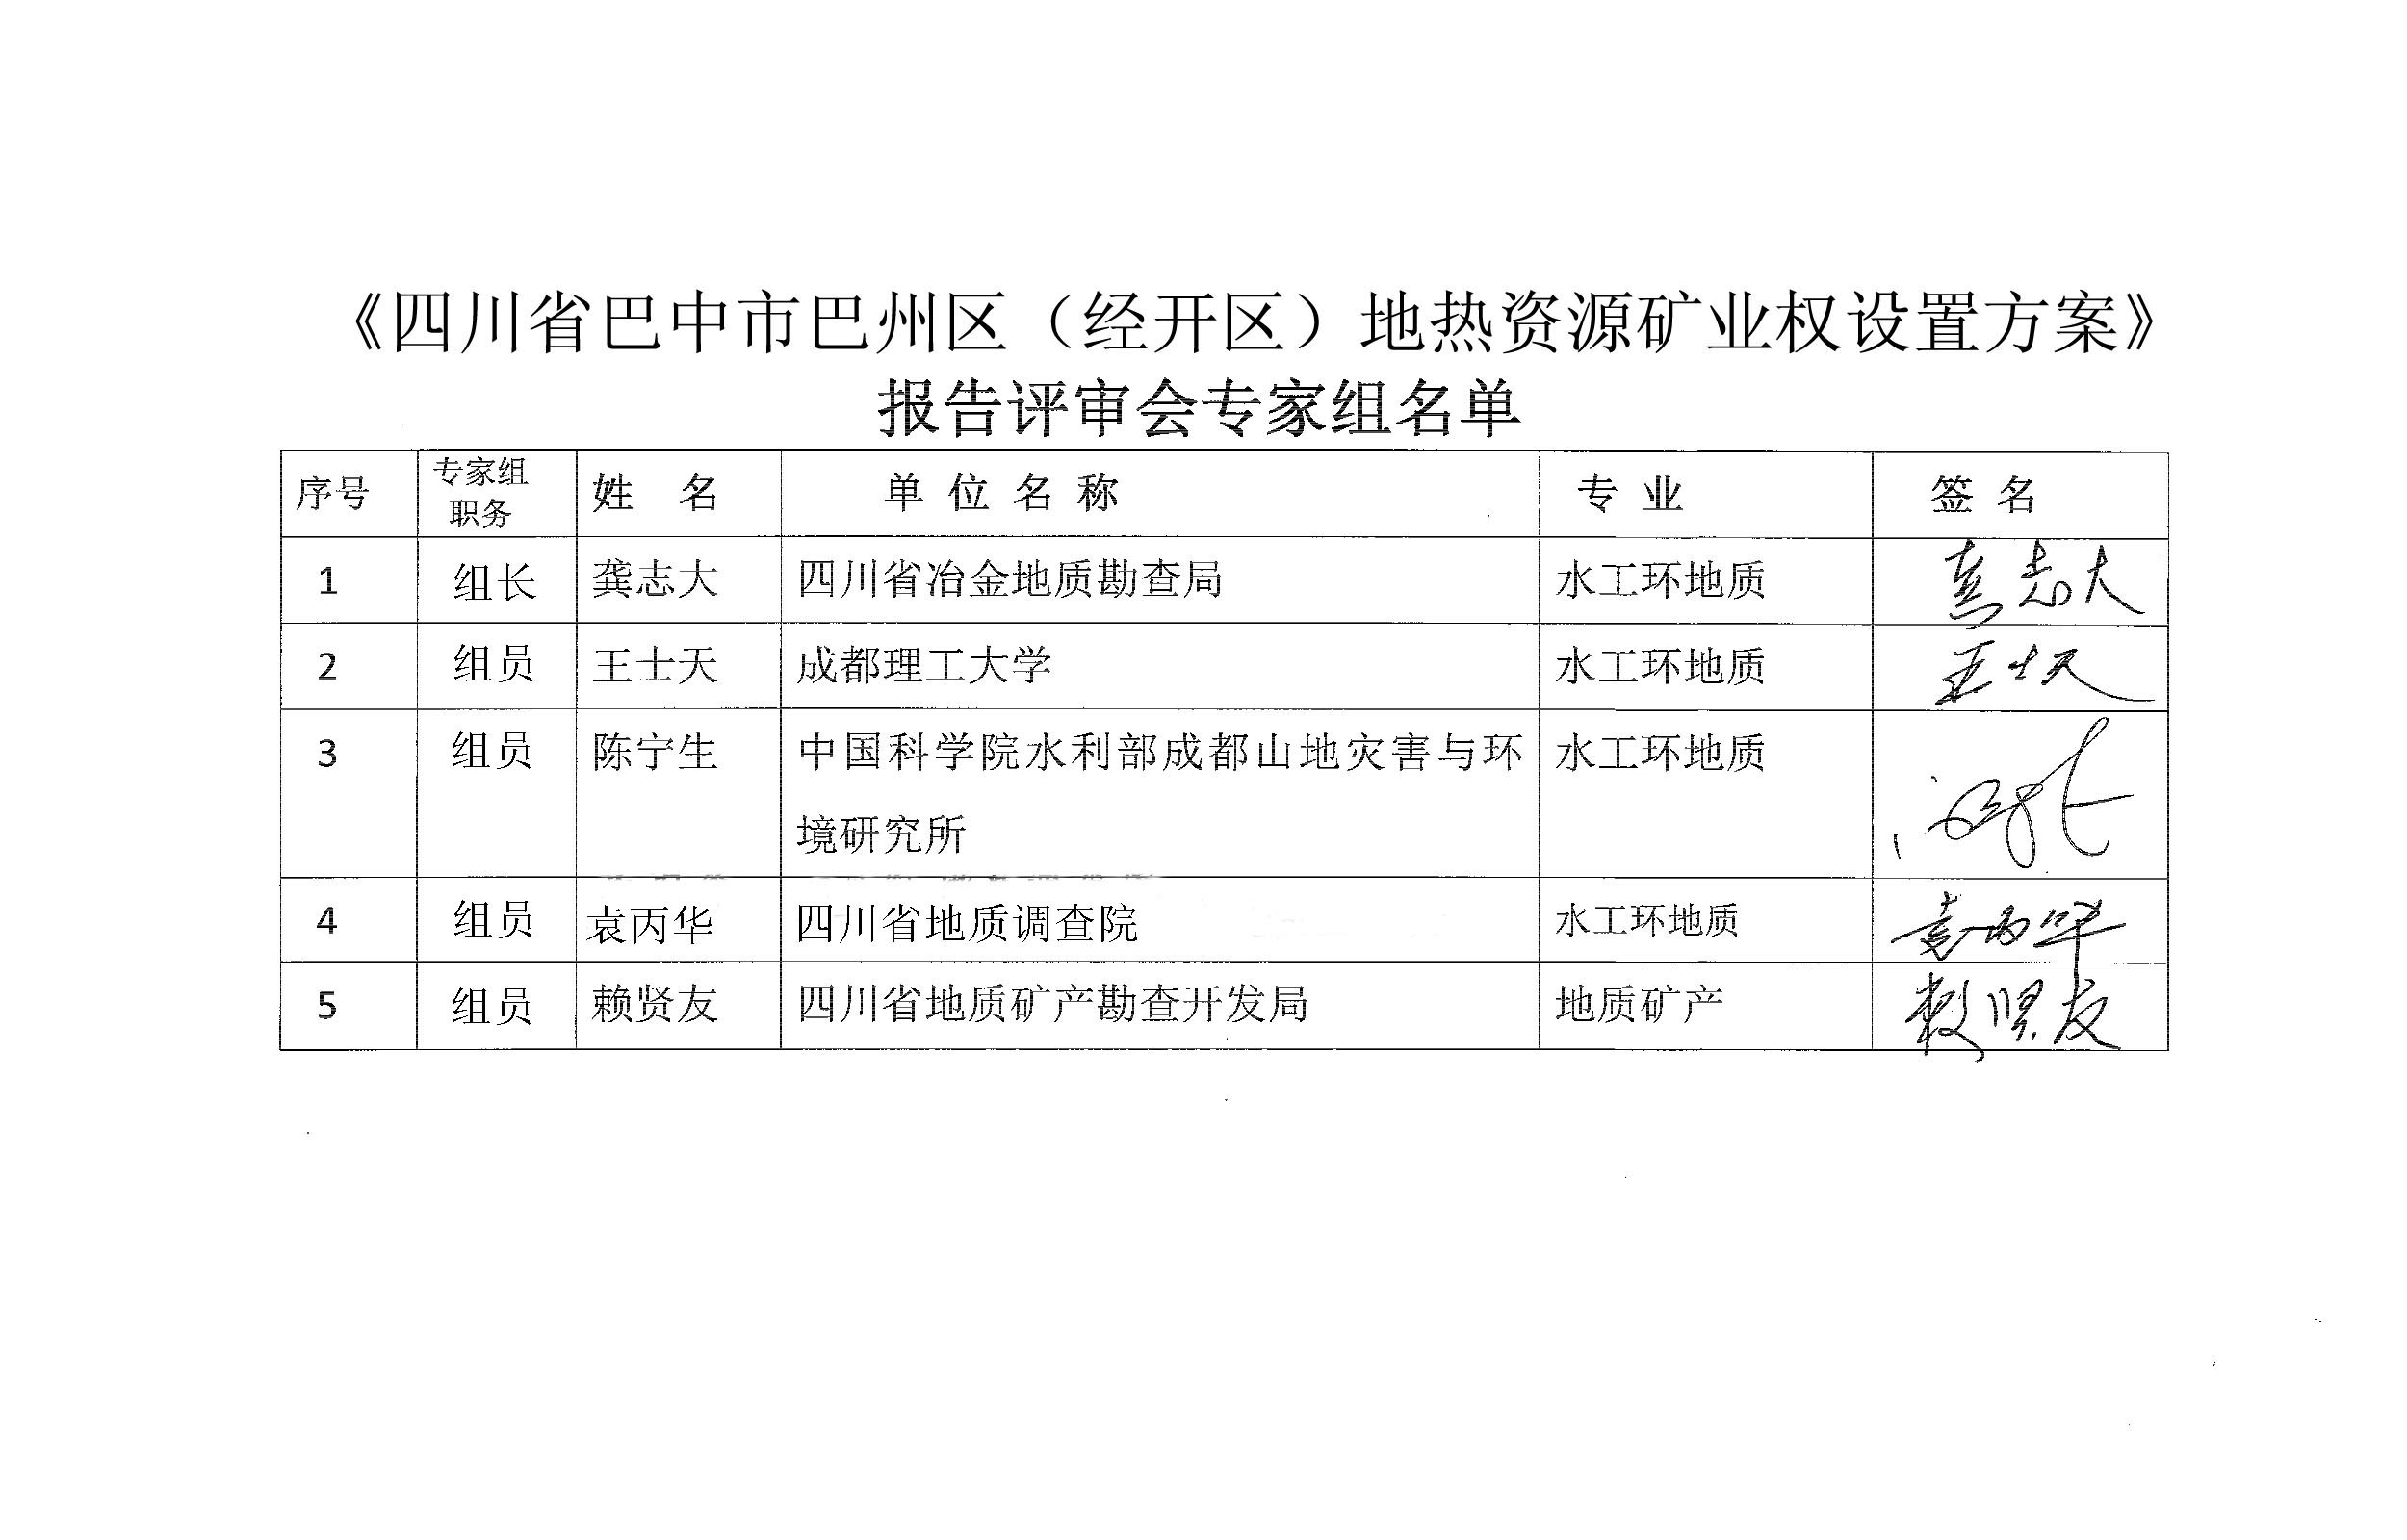 《四川省巴中市巴州区（经开区）地热资源矿业权设置方案》
报告评审会专家组名单
序号 专家组职务 姓 名 单 位 名 称 专 业 签 名
1 组长 龚志大 四川省冶金地质勘查局 水工环地质 龚志大
2 组员 王士天 成都理工大学 水工环地质 王士天
3 组员 陈宁生 中国科学院水利部成都山地灾害与环
境研究所 水工环地质
4 组员 袁丙华 四川省地质调查院 水工环地质 袁丙华
5 组员 赖贤友 四川省地质矿产勘查开发局 地质矿产 赖贤友